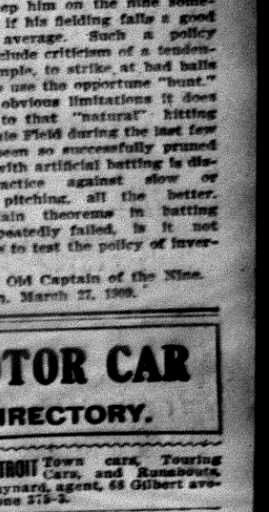 ep him on the nine some-
if his fielding falls a good
average. Such a policy
clude criticism of a tenden-
mple, to strike at bad balls
use the opportune "bunt."
obvious limitations it does
to that "natural" hitting
ale Field during the last few
een so successfully pruned
with artificial batting is dis-
actice against slow or
pitching, all the better.
ain theorems in batting
peatedly failed, is it not
to test the policy of inver-
Old Captain of the Nine.
n. March 27, 1909.
TOR CAR
IRECTORY.
TROIT Town cars, Touring
Cars, and Runabouts,
aynard, agent, 68 Gilbert ave-
one 375-3.